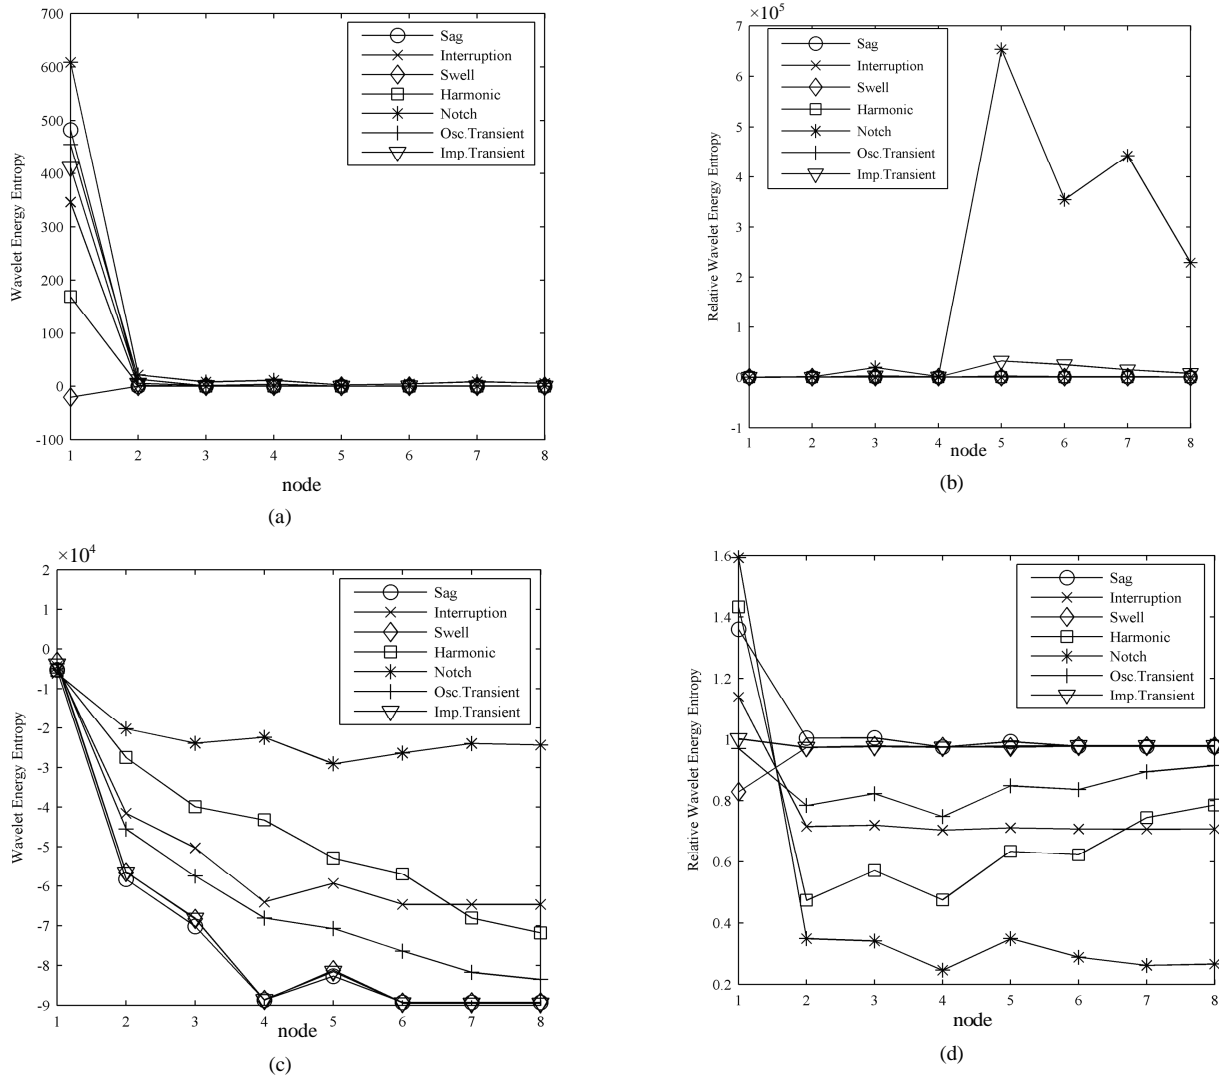 700
600
500
400
300
200
100
0
-100
Wavelet Energy Entropy
Sag
Interruption
Swell
Harmonic
Notch
Osc.Transient
Imp.Transient
1 2 3 4 5 6 7 8
node
(a)
×10⁵
7
6
5
4
3
2
1
0
-1
Relative Wavelet Energy Entropy
Sag
Interruption
Swell
Harmonic
Notch
Osc.Transient
Imp.Transient
1 2 3 4 5 6 7 8
node
(b)
×10⁴
2
0
-1
-2
-3
-4
-5
-6
-7
-8
-9
Wavelet Energy Entropy
Sag
Interruption
Swell
Harmonic
Notch
Osc.Transient
Imp.Transient
1 2 3 4 5 6 7 8
node
(c)
1.6
1.4
1.2
1
0.8
0.6
0.4
0.2
Relative Wavelet Energy Entropy
Sag
Interruption
Swell
Harmonic
Notch
Osc.Transient
Imp.Transient
1 2 3 4 5 6 7 8
node
(d)